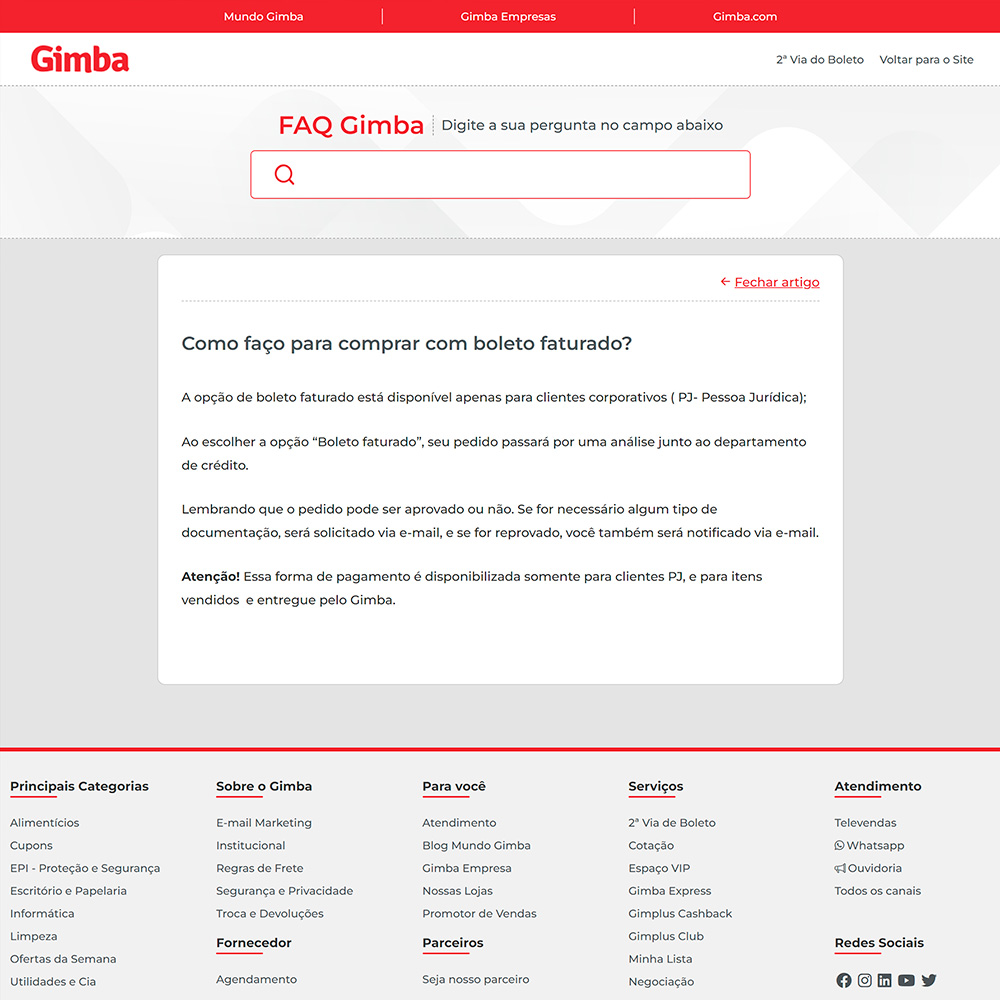 Mundo Gimba
Gimba Empresas
Gimba.com
Gimba
2ª Via do Boleto
Voltar para o Site
FAQ Gimba
Digite a sua pergunta no campo abaixo
← Fechar artigo
Como faço para comprar com boleto faturado?
A opção de boleto faturado está disponível apenas para clientes corporativos ( PJ- Pessoa Jurídica);
Ao escolher a opção “Boleto faturado”, seu pedido passará por uma análise junto ao departamento
de crédito.
Lembrando que o pedido pode ser aprovado ou não. Se for necessário algum tipo de
documentação, será solicitado via e-mail, e se for reprovado, você também será notificado via e-mail.
Atenção! Essa forma de pagamento é disponibilizada somente para clientes PJ, e para itens
vendidos  e entregue pelo Gimba.
Principais Categorias
Alimentícios
Cupons
EPI - Proteção e Segurança
Escritório e Papelaria
Informática
Limpeza
Ofertas da Semana
Utilidades e Cia
Sobre o Gimba
E-mail Marketing
Institucional
Regras de Frete
Segurança e Privacidade
Troca e Devoluções
Fornecedor
Agendamento
Para você
Atendimento
Blog Mundo Gimba
Gimba Empresa
Nossas Lojas
Promotor de Vendas
Parceiros
Seja nosso parceiro
Serviços
2ª Via de Boleto
Cotação
Espaço VIP
Gimba Express
Gimplus Cashback
Gimplus Club
Minha Lista
Negociação
Atendimento
Televendas
Whatsapp
Ouvidoria
Todos os canais
Redes Sociais